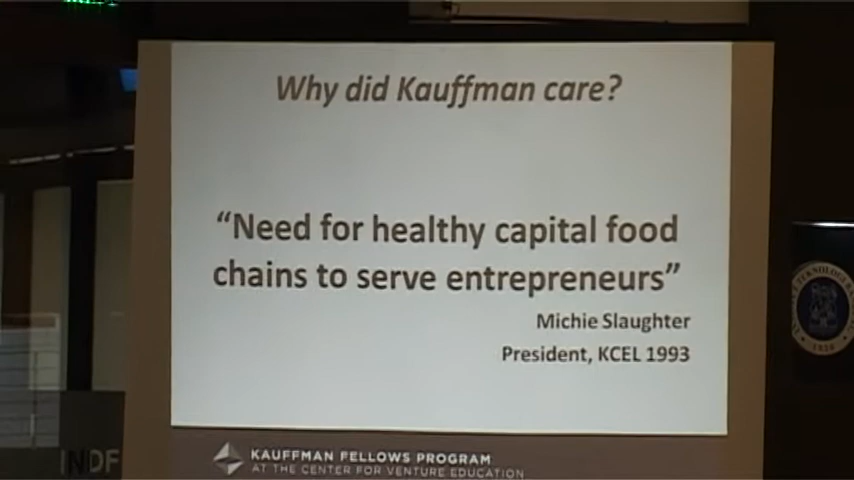 Why did Kauffman care?
“Need for healthy capital food
chains to serve entrepreneurs”
Michie Slaughter
President, KCEL 1993
KAUFFMAN FELLOWS PROGRAM
AT THE CENTER FOR VENTURE EDUCATION
INDF